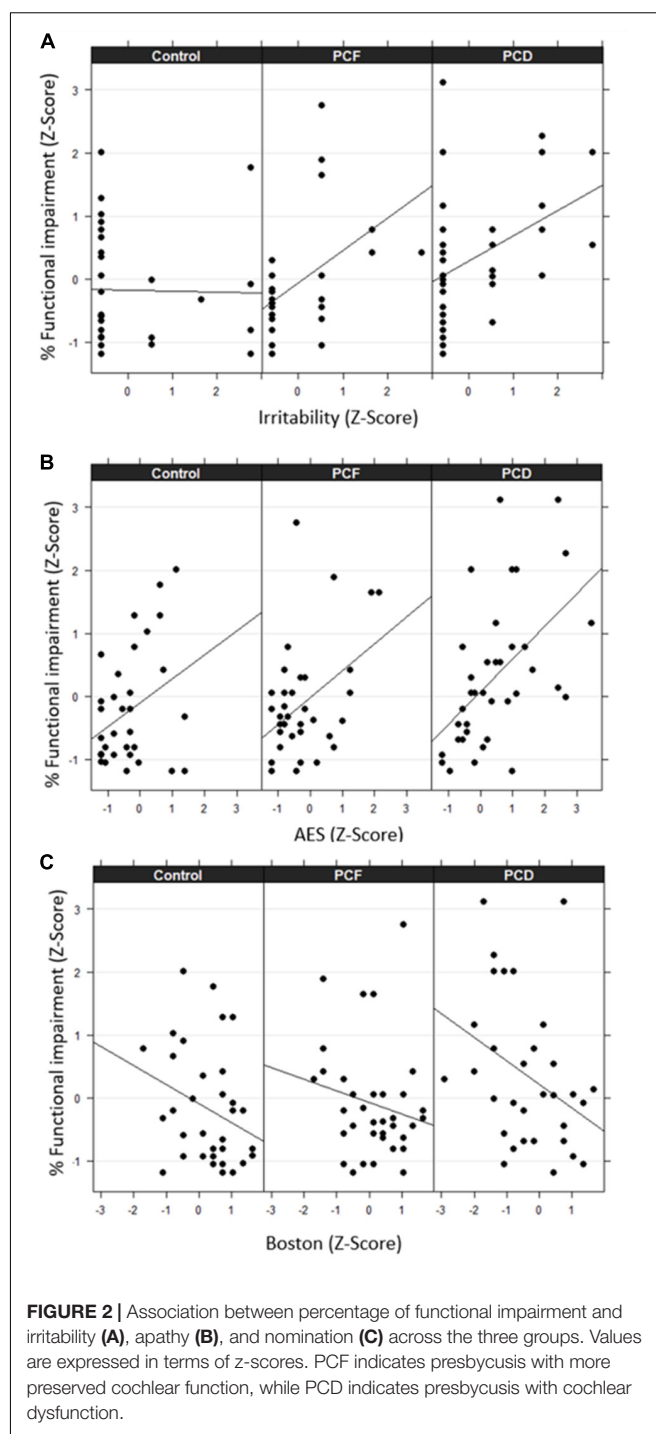 A
Control PCF PCD
% Functional impairment (Z-Score)
3
2
1
0
-1
0 1 2 0 1 2 0 1 2
Irritability (Z-Score)
B
Control PCF PCD
% Functional impairment (Z-Score)
3
2
1
0
-1
-1 0 1 2 3 -1 0 1 2 3 -1 0 1 2 3
AES (Z-Score)
C
Control PCF PCD
% Functional impairment (Z-Score)
3
2
1
0
-1
-3 -2 -1 0 1 -3 -2 -1 0 1 -3 -2 -1 0 1
Boston (Z-Score)
FIGURE 2 | Association between percentage of functional impairment and
irritability (A), apathy (B), and nomination (C) across the three groups. Values
are expressed in terms of z-scores. PCF indicates presbycusis with more
preserved cochlear function, while PCD indicates presbycusis with cochlear
dysfunction.